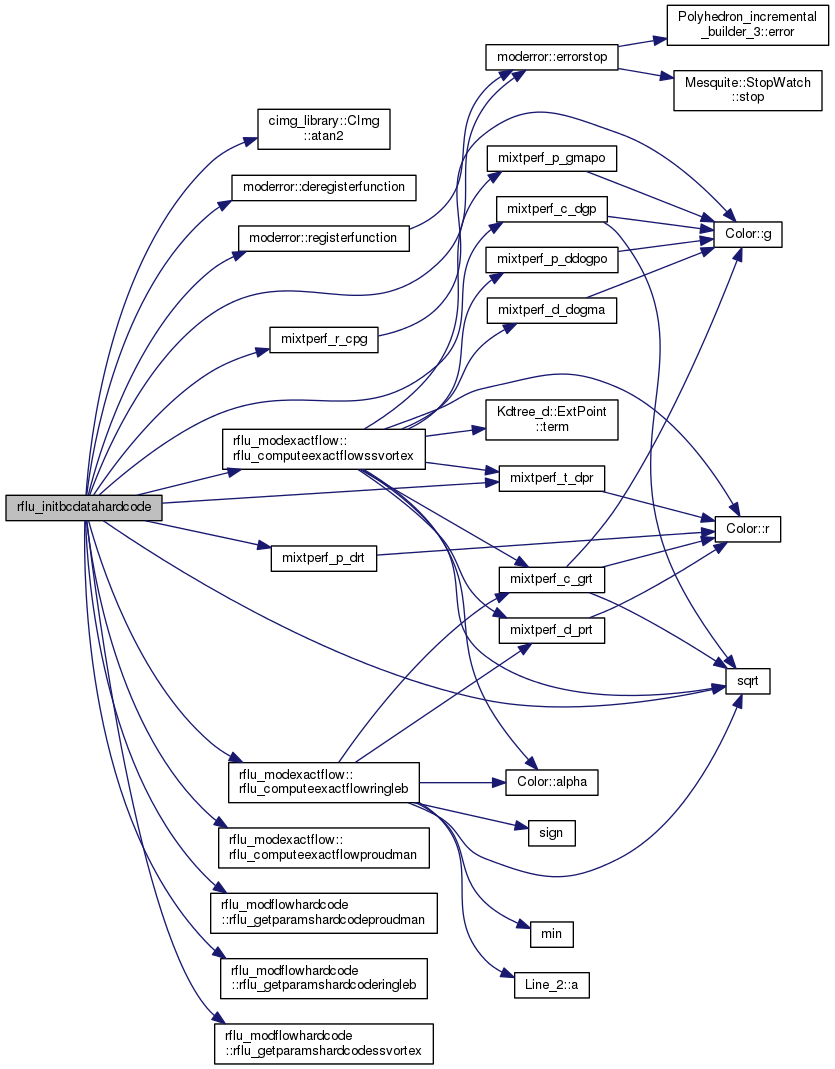 Polyhedron_incremental
_builder_3::error
moderror::errorstop
Mesquite::StopWatch
::stop
cimg_library::CImg
::atan2
mixtperf_p_gmapo
moderror::deregisterfunction
mixtperf_c_dgp
moderror::registerfunction
Color::g
mixtperf_p_ddogpo
mixtperf_d_dogma
mixtperf_r_cpg
Kdtree_d::ExtPoint
::term
rflu_modexactflow::
rflu_computeexactflowssvortex
mixtperf_t_dpr
rflu_initbcdatahardcode
Color::r
mixtperf_p_drt
mixtperf_c_grt
mixtperf_d_prt
sqrt
rflu_modexactflow::
rflu_computeexactflowringleb
Color::alpha
sign
rflu_modexactflow::
rflu_computeexactflowproudman
rflu_modflowhardcode
::rflu_getparamshardcodeproudman
min
rflu_modflowhardcode
::rflu_getparamshardcoderingleb
Line_2::a
rflu_modflowhardcode
::rflu_getparamshardcodessvortex